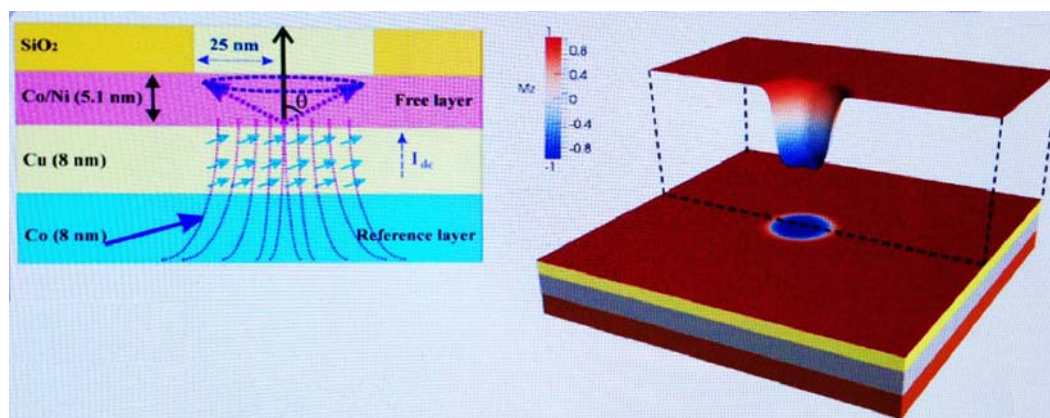 SiO₂
25 nm
Co/Ni (5.1 nm)
θ
Free layer
Cu (8 nm)
I dc
Co (8 nm)
Reference layer
1
0.8
0.4
Mz
0
-0.4
-0.8
-1